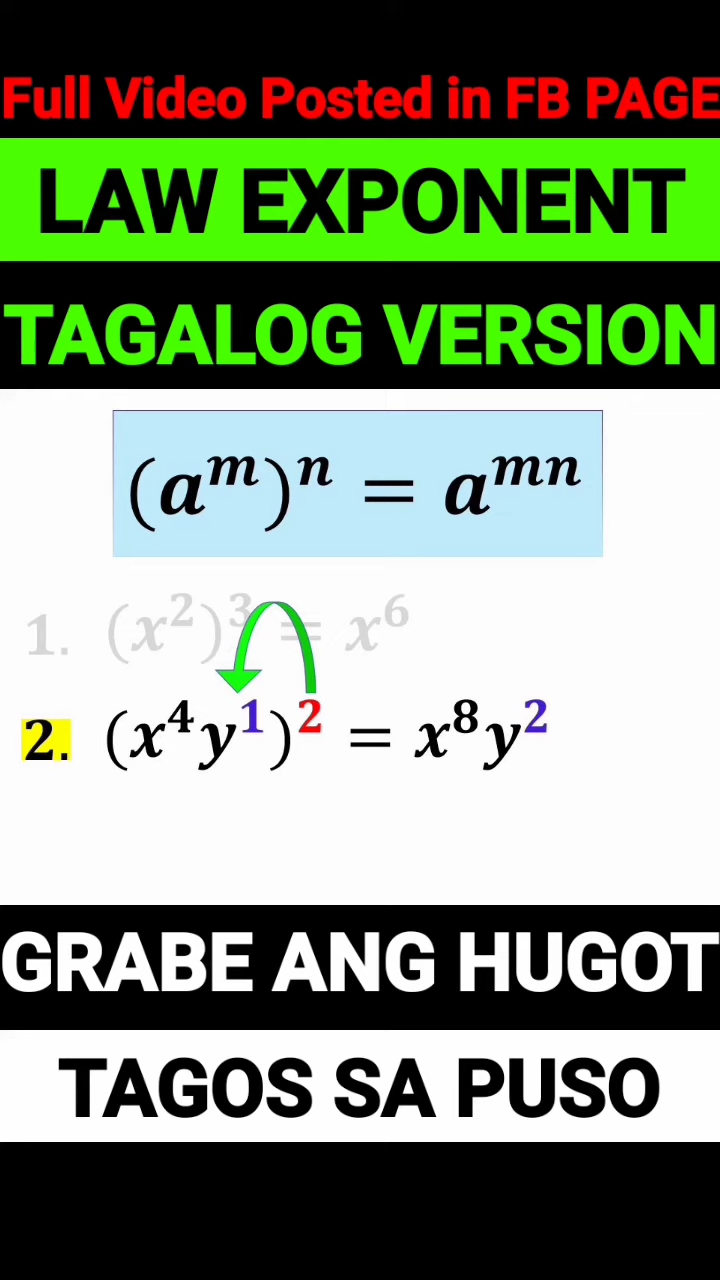 Full Video Posted in FB PAGE
LAW EXPONENT
TAGALOG VERSION
(a^m)^n = a^{mn}
1. (x^2)^3 = x^6
2. (x^4y^1)^2 = x^8y^2
GRABE ANG HUGOT
TAGOS SA PUSO